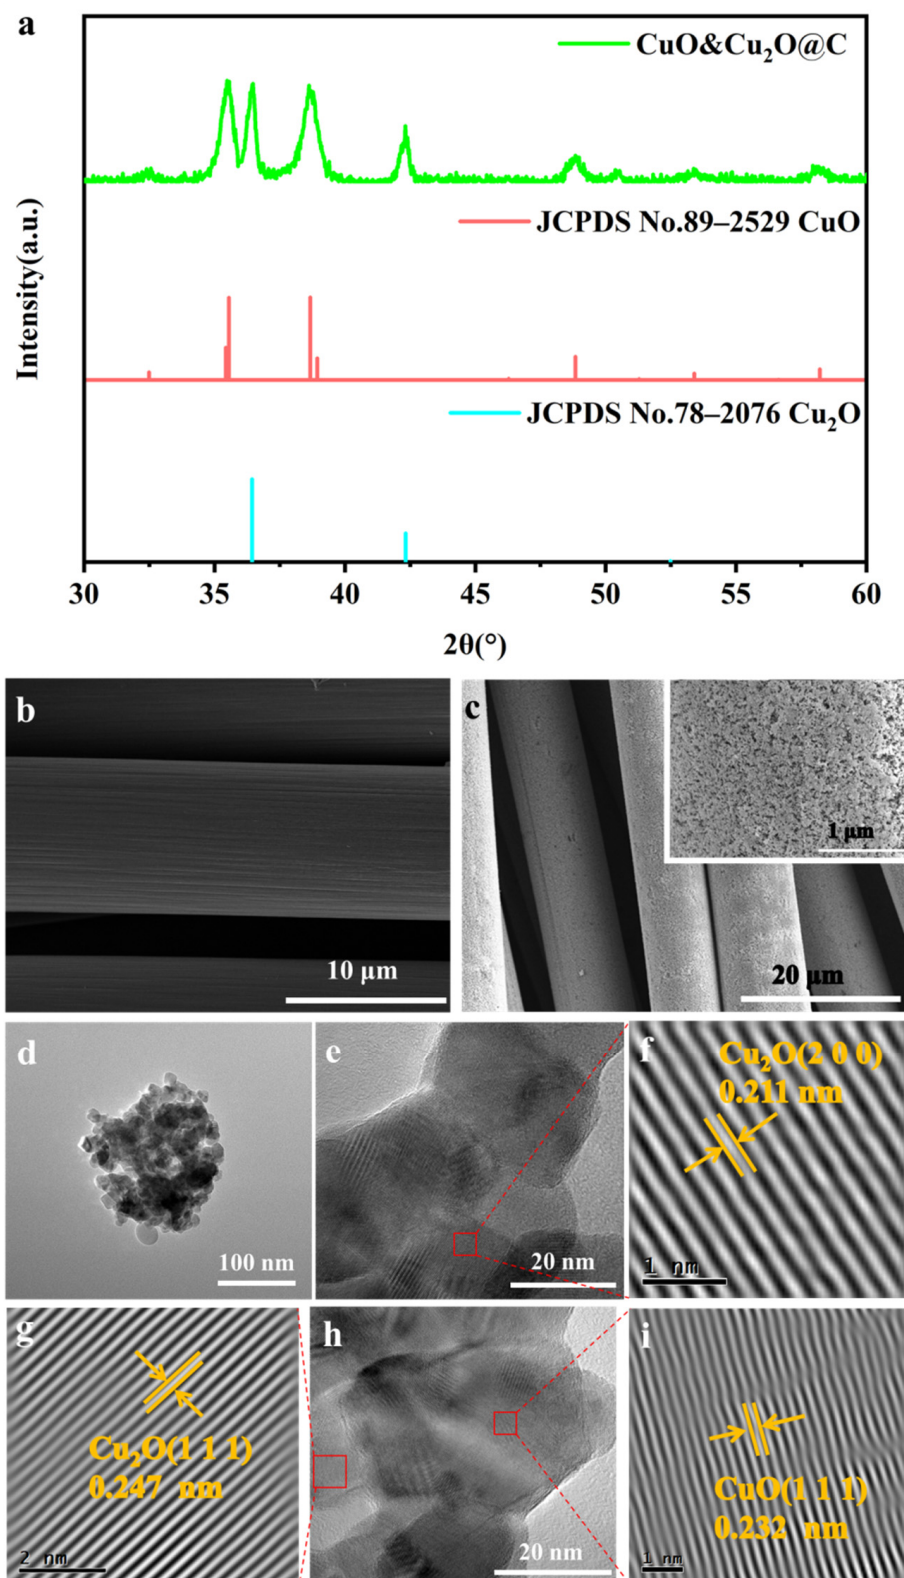 a
CuO&Cu₂O@C
JCPDS No.89–2529 CuO
JCPDS No.78–2076 Cu₂O
Intensity(a.u.)
30 35 40 45 50 55 60
2θ(°)
b
10 μm
c
1 μm
20 μm
d
100 nm
e
20 nm
f
Cu₂O(2 0 0)
0.211 nm
1 nm
g
Cu₂O(1 1 1)
0.247 nm
2 nm
h
20 nm
i
CuO(1 1 1)
0.232 nm
1 nm